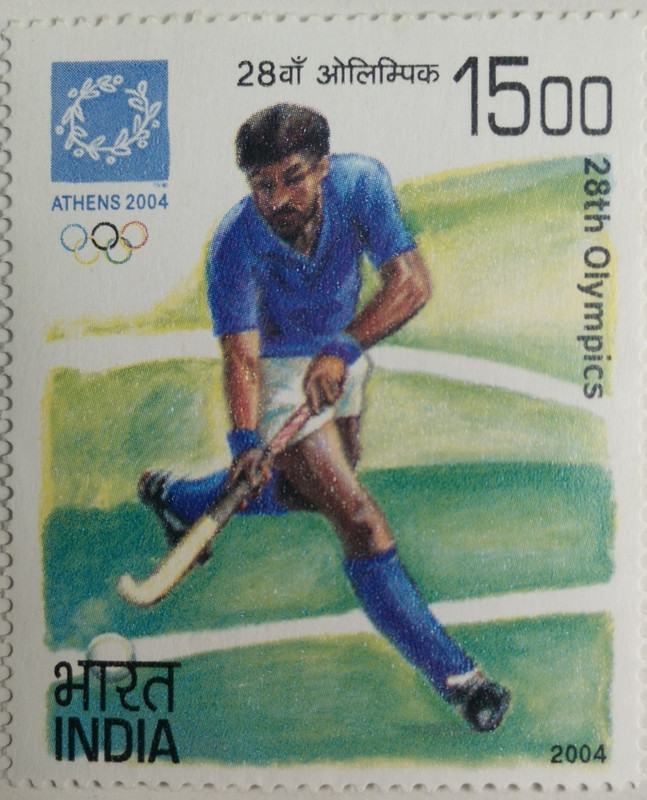 28वाँ ओलिम्पिक
1500
ATHENS 2004
28th Olympics
भारत
INDIA
2004